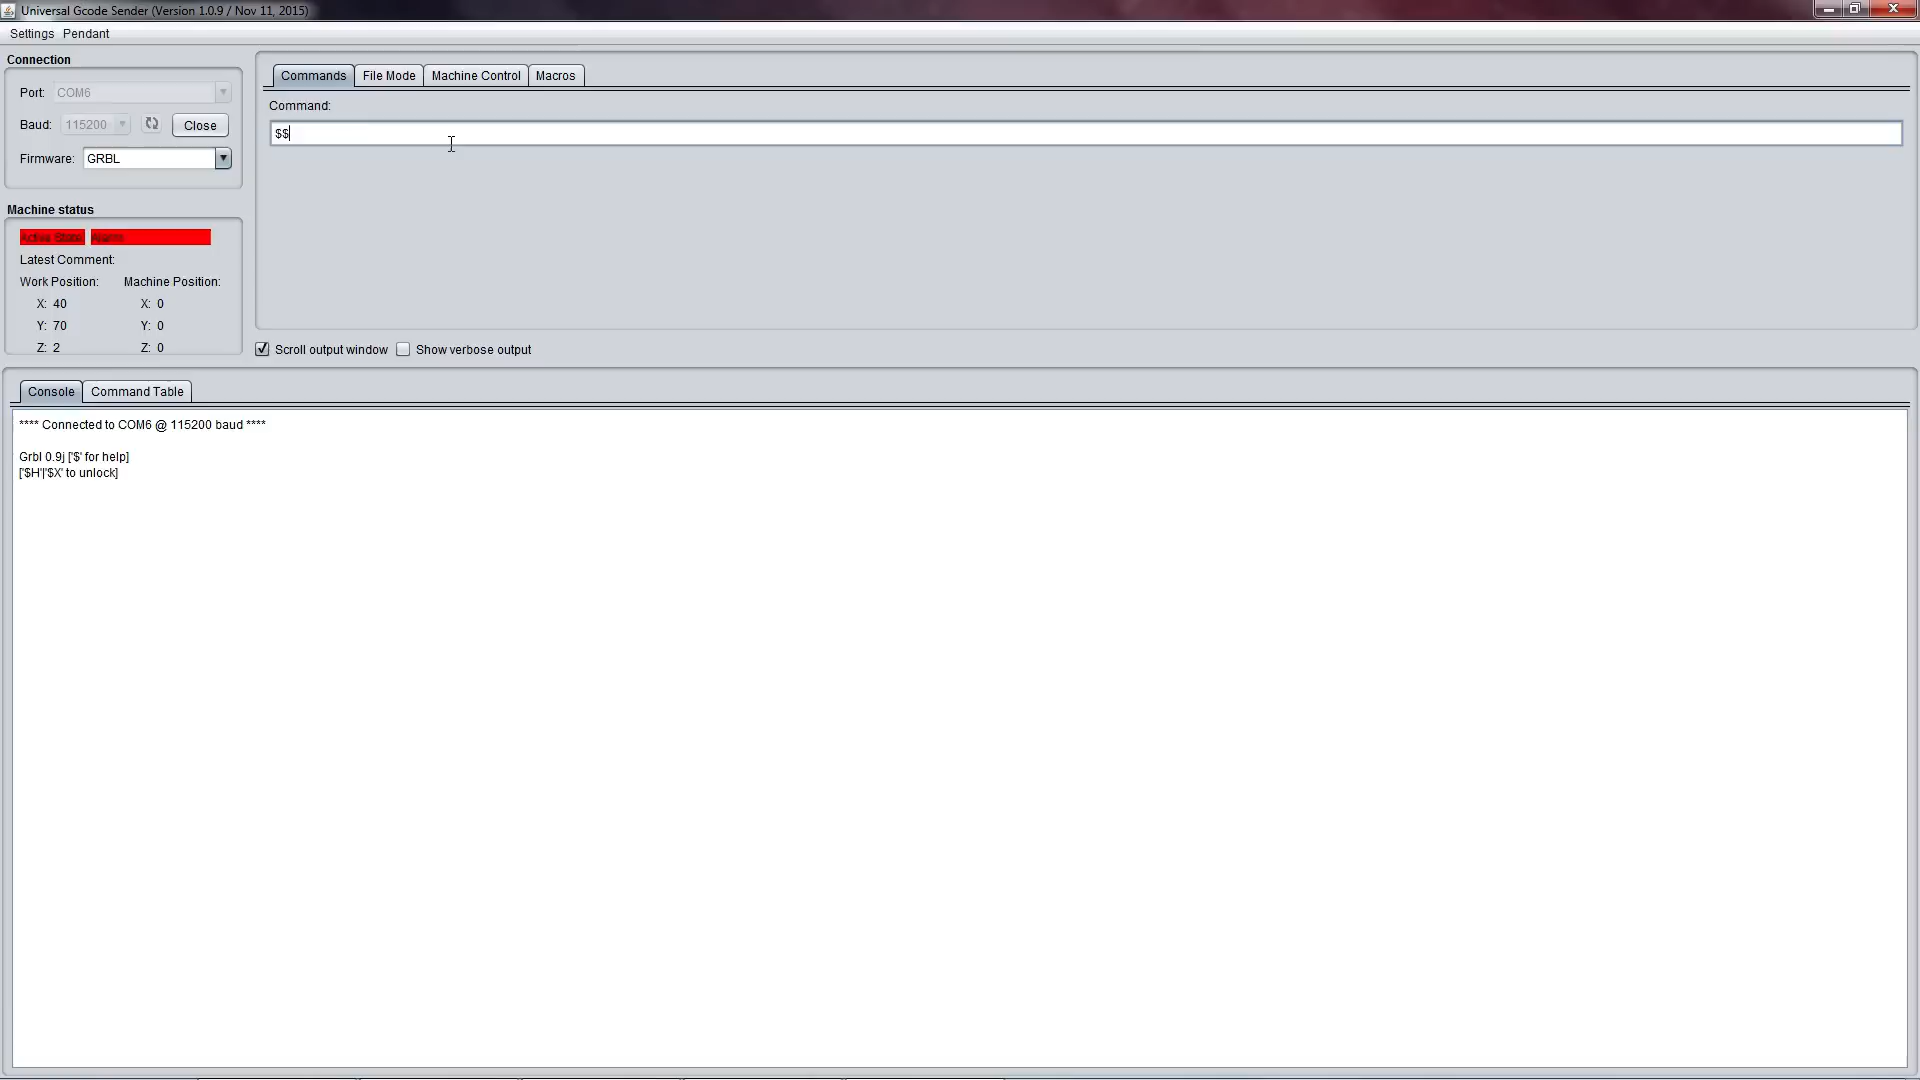 Universal Gcode Sender (Version 1.0.9 / Nov 11, 2015)
Settings Pendant
Connection
Port: COM6
Baud: 115200 Close
Firmware: GRBL
Machine status
Active State: Alarm
Latest Comment:
Work Position: Machine Position:
X: 40 X: 0
Y: 70 Y: 0
Z: 2 Z: 0
Commands File Mode Machine Control Macros
Command:
$$
Scroll output window Show verbose output
Console Command Table
**** Connected to COM6 @ 115200 baud ****
Grbl 0.9j ['$' for help]
['$H'|'$X' to unlock]